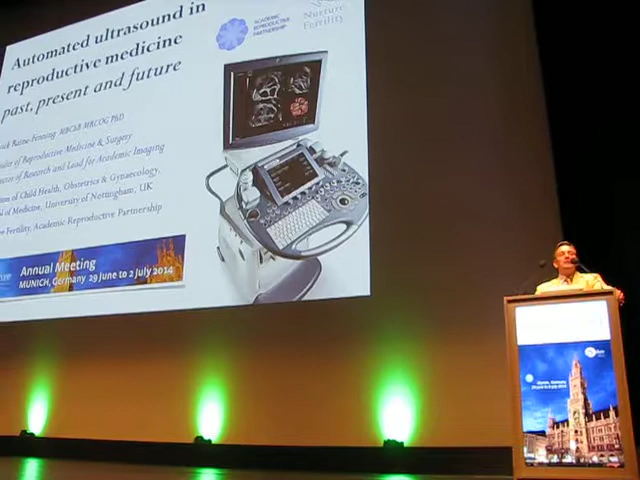 Automated ultrasound in
reproductive medicine
past, present and future
ACADEMIC
REPRODUCTIVE
PARTNERSHIP
Nurture
Fertility
Raine-Fenning MBChB MRCOG PhD
of Reproductive Medicine & Surgery
of Research and Lead for Academic Imaging
of Child Health, Obstetrics & Gynaecology,
of Medicine, University of Nottingham, UK
Fertility, Academic Reproductive Partnership
Annual Meeting
MUNICH, Germany 29 June to 2 July 2014